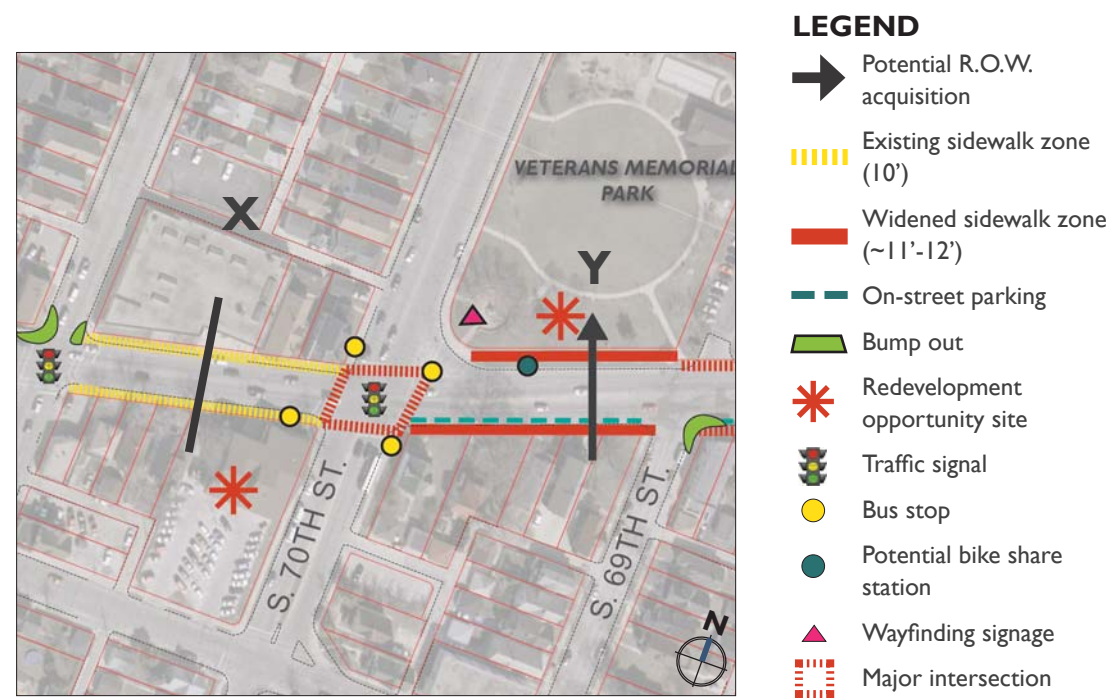 X
VETERANS MEMORIAL
PARK
Y
S. 70TH ST.
S. 69TH ST.
N
LEGEND
Potential R.O.W.
acquisition
Existing sidewalk zone
(10')
Widened sidewalk zone
(~11'-12')
On-street parking
Bump out
Redevelopment
opportunity site
Traffic signal
Bus stop
Potential bike share
station
Wayfinding signage
Major intersection